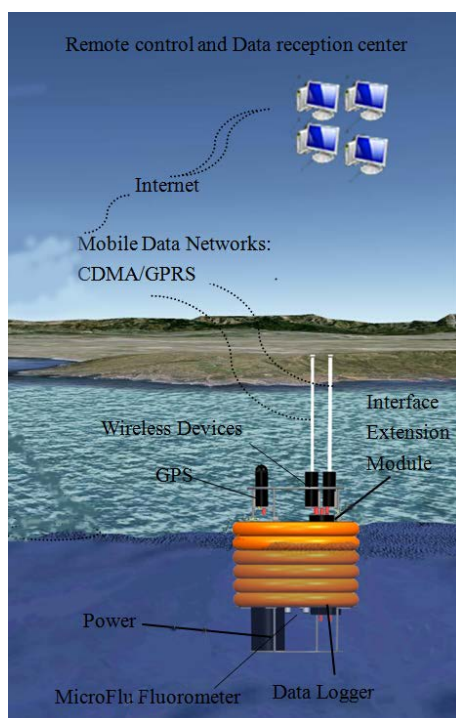 Remote control and Data reception center
Internet
Mobile Data Networks:
CDMA/GPRS
Interface
Extension
Module
Wireless Devices
GPS
Power
MicroFlu Fluorometer
Data Logger